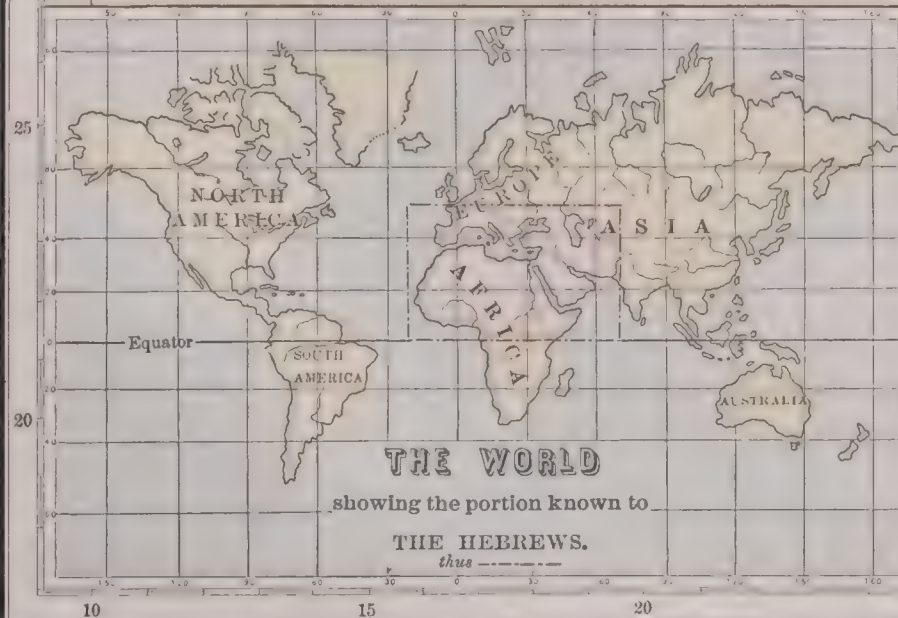 25
NORTH
AMERICA
EUROPE
ASIA
AFRICA
Equator
SOUTH
AMERICA
AUSTRALIA
20
THE WORLD
showing the portion known to
THE HEBREWS.
thus
10 15 20